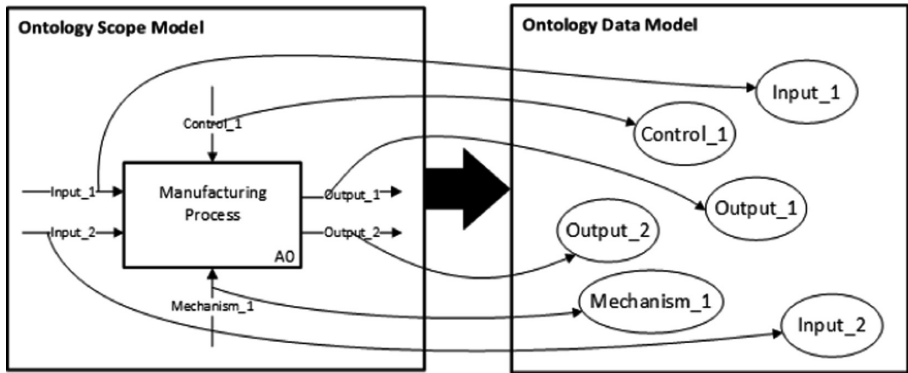 Ontology Scope Model
Control_1
Input_1
Input_2
Manufacturing
Process
A0
Output_1
Output_2
Mechanism_1
Ontology Data Model
Input_1
Control_1
Output_1
Output_2
Mechanism_1
Input_2